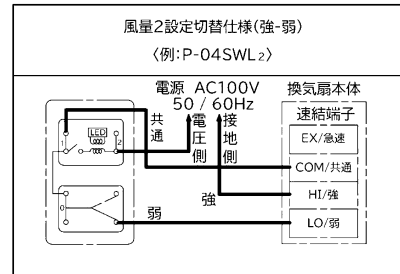 風量2設定切替仕様(強-弱)
〈例:P-04SWL2〉
電源 AC100V
50 / 60Hz
換気扇本体
速結端子
共通
電圧側
接地側
LED
1
2
EX/急速
COM/共通
HI/強
LO/弱
強
弱
0